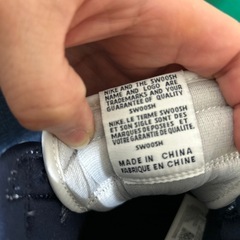 NIKE AND THE SWOOSH
NAME AND LOGO ARE
TRADEMARKS AND YOUR
GUARANTEE OF QUALITY.
SWOOSH
NIKE, LE TERME SWOOSH
ET SON SIGLE SONT DES
MARQUES DEPOSEES ET
VOTRE GARANTIE DE QUALITE.
SWOOSH
MADE IN CHINA
FABRIQUE EN CHINE